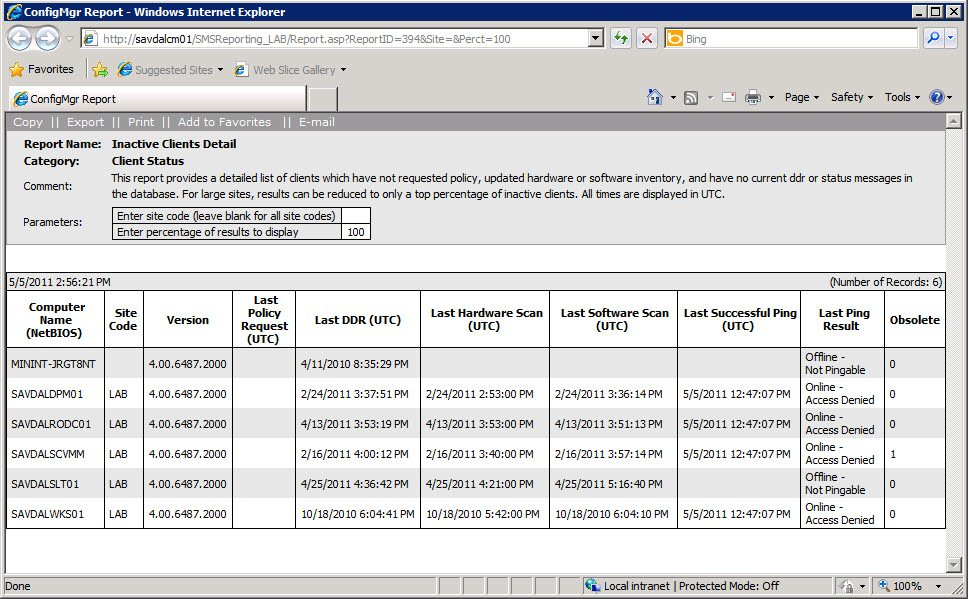 ConfigMgr Report - Windows Internet Explorer
http://savdalcm01/SMSReporting_LAB/Report.asp?ReportID=394&Site=&Perct=100
Bing
Favorites
Suggested Sites
Web Slice Gallery
ConfigMgr Report
Page
Safety
Tools
Copy || Export || Print || Add to Favorites || E-mail
Report Name: Inactive Clients Detail
Category: Client Status
Comment: This report provides a detailed list of clients which have not requested policy, updated hardware or software inventory, and have no current ddr or status messages in
the database. For large sites, results can be reduced to only a top percentage of inactive clients. All times are displayed in UTC.
Parameters:
Enter site code (leave blank for all site codes)
Enter percentage of results to display 100
5/5/2011 2:56:21 PM (Number of Records: 6)
Computer Name (NetBIOS) Site Code Version Last Policy Request (UTC) Last DDR (UTC) Last Hardware Scan (UTC) Last Software Scan (UTC) Last Successful Ping (UTC) Last Ping Result Obsolete
MININT-JRGT8NT 4.00.6487.2000 4/11/2010 8:35:29 PM Offline - Not Pingable 0
SAVDALDPM01 LAB 4.00.6487.2000 2/24/2011 3:37:51 PM 2/24/2011 2:53:00 PM 2/24/2011 3:36:14 PM 5/5/2011 12:47:07 PM Online - Access Denied 0
SAVDALRODC01 LAB 4.00.6487.2000 4/13/2011 3:53:19 PM 4/13/2011 3:53:00 PM 4/13/2011 3:51:13 PM 5/5/2011 12:47:07 PM Online - Access Denied 0
SAVDALSCVMM LAB 4.00.6487.2000 2/16/2011 4:00:12 PM 2/16/2011 3:40:00 PM 2/16/2011 3:57:14 PM 5/5/2011 12:47:07 PM Online - Access Denied 1
SAVDALSLT01 LAB 4.00.6487.2000 4/25/2011 4:36:42 PM 4/25/2011 4:21:00 PM 4/25/2011 5:16:40 PM Offline - Not Pingable 0
SAVDALWKS01 LAB 4.00.6487.2000 10/18/2010 6:04:41 PM 10/18/2010 5:42:00 PM 10/18/2010 6:04:10 PM 5/5/2011 12:47:07 PM Online - Access Denied 0
Done
Local intranet | Protected Mode: Off
100%